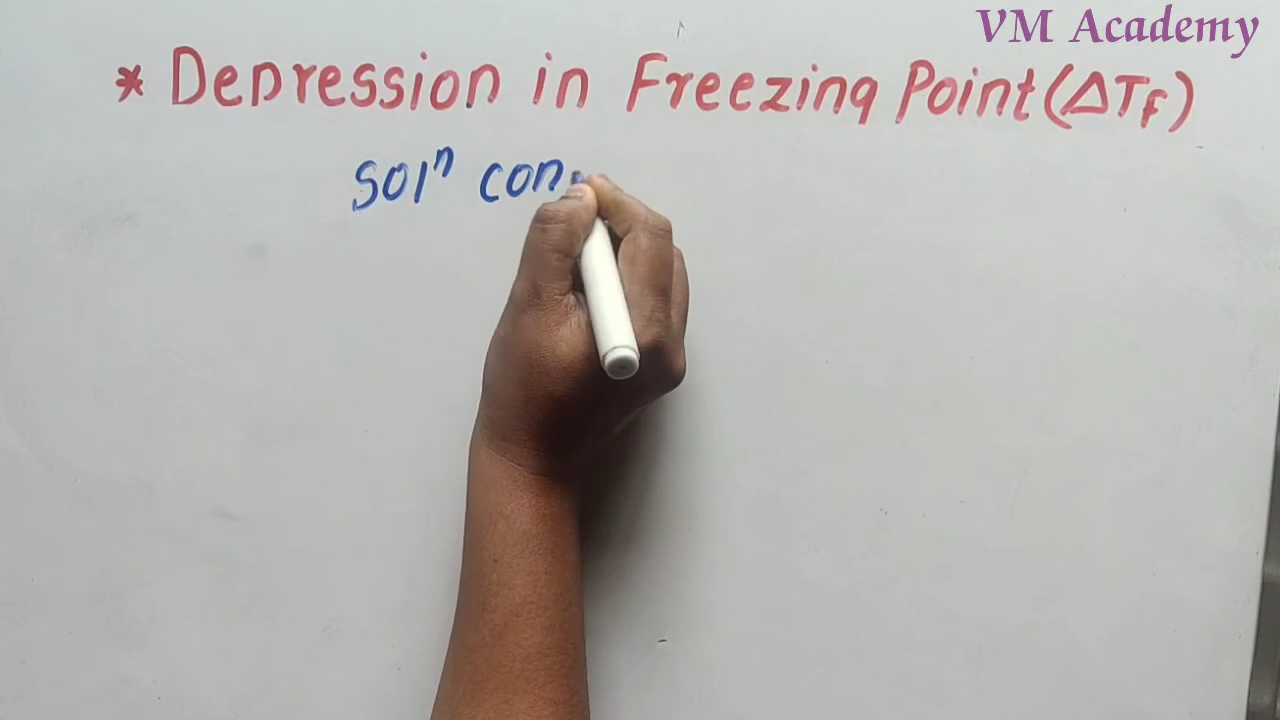 VM Academy
* Depression in Freezing Point (ΔTf)
Solⁿ con